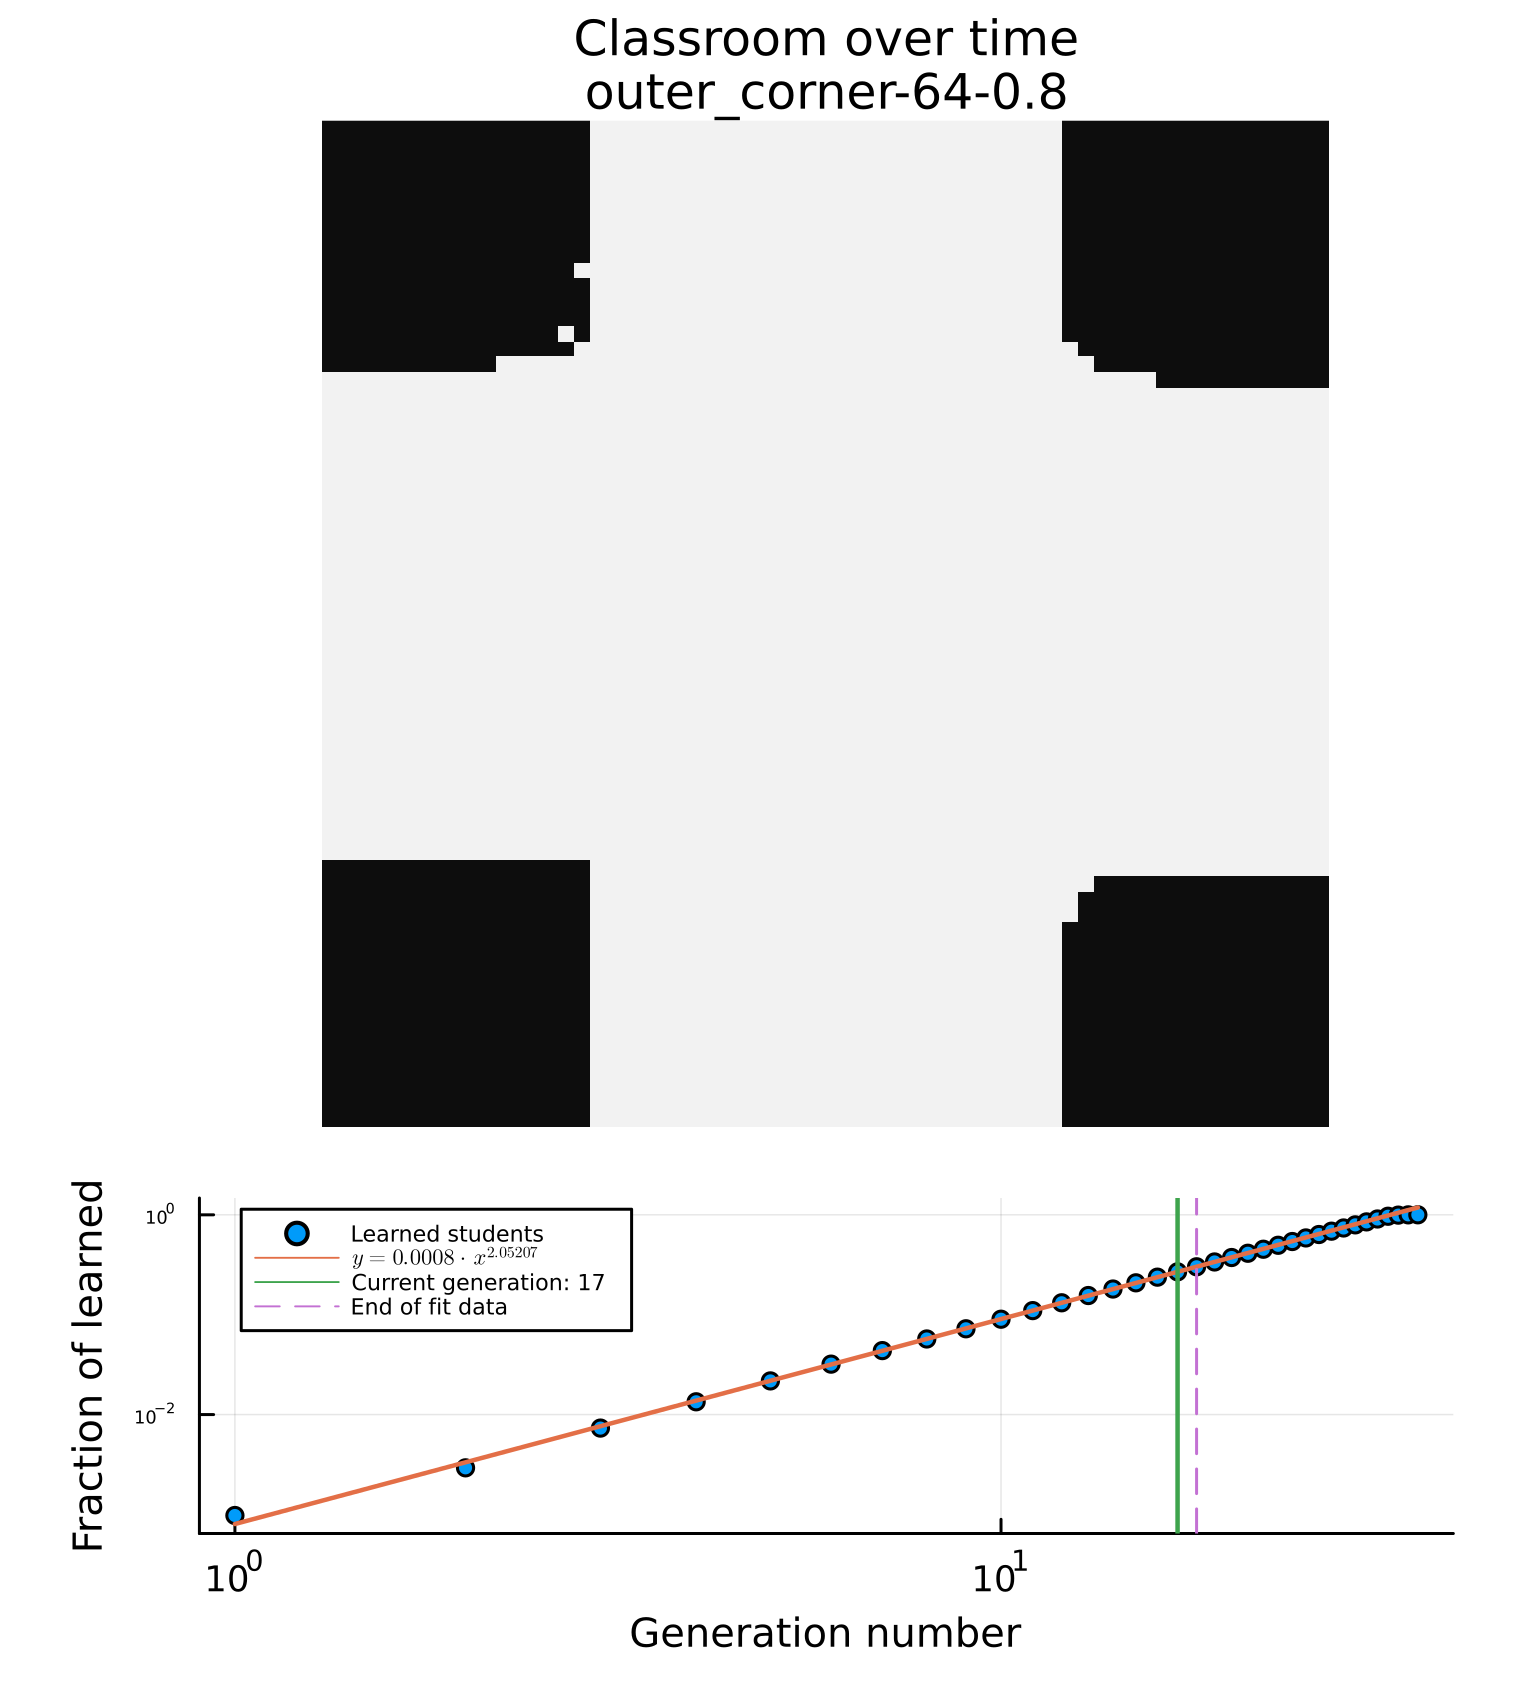 Classroom over time
outer_corner-64-0.8
Fraction of learned
10^0
10^{-2}
Learned students
y = 0.0008 · x^{2.05207}
Current generation: 17
End of fit data
10^0
10^1
Generation number